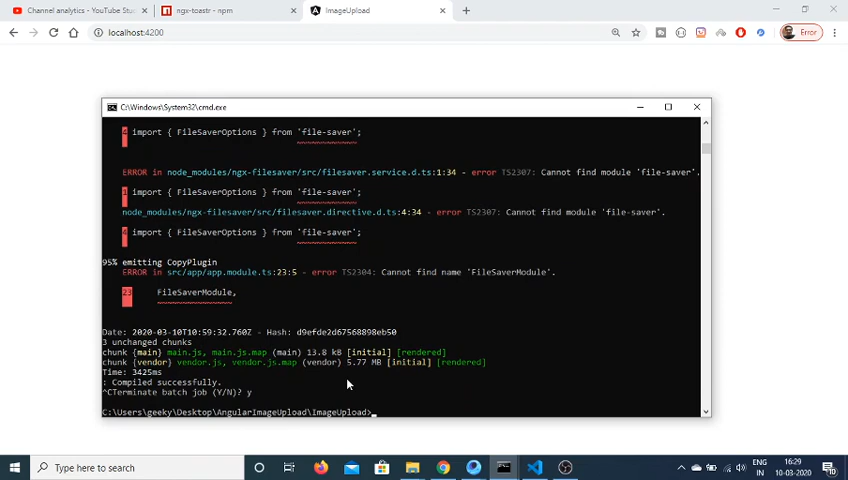 Channel analytics - YouTube Stu
ngx-toastr - npm
ImageUpload
localhost:4200
Error
C:\Windows\System32\cmd.exe
4 import { FileSaverOptions } from 'file-saver';
ERROR in node_modules/ngx-filesaver/src/filesaver.service.d.ts:1:34 - error TS2307: Cannot find module 'file-saver'.
1 import { FileSaverOptions } from 'file-saver';
node_modules/ngx-filesaver/src/filesaver.directive.d.ts:4:34 - error TS2307: Cannot find module 'file-saver'.
4 import { FileSaverOptions } from 'file-saver';
95% emitting CopyPlugin
ERROR in src/app/app.module.ts:23:5 - error TS2304: Cannot find name 'FileSaverModule'.
23 FileSaverModule,
Date: 2020-03-10T10:59:32.760Z - Hash: d9efde2d67568898eb50
3 unchanged chunks
chunk {main} main.js, main.js.map (main) 13.8 kB [initial] [rendered]
chunk {vendor} vendor.js, vendor.js.map (vendor) 5.77 MB [initial] [rendered]
Time: 3425ms
: Compiled successfully.
^CTerminate batch job (Y/N)? y
C:\Users\geeky\Desktop\AngularImageUpload\ImageUpload>
Type here to search
ENG
IN
16:29
10-03-2020